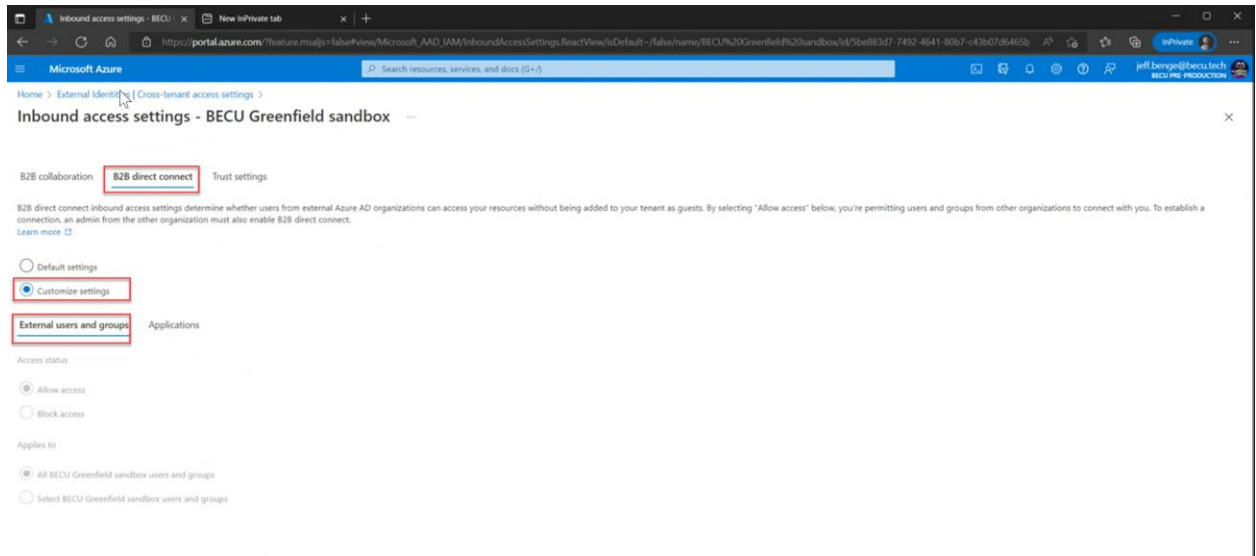 Inbound access settings - BECU
New InPrivate tab
https://portal.azure.com/?feature.msaljs=false#view/Microsoft_AAD_IAM/InboundAccessSettings.ReactView/isDefault~/false/name/BECU%20Greenfield%20sandbox/id/5be883d7-7492-4641-80b7-c43b07d6465b
InPrivate
Microsoft Azure
Search resources, services, and docs (G+/)
jeff.benge@becu.tech
BECU PRE-PRODUCTION
Home > External Identities | Cross-tenant access settings >
Inbound access settings - BECU Greenfield sandbox ...
B2B collaboration B2B direct connect Trust settings
B2B direct connect inbound access settings determine whether users from external Azure AD organizations can access your resources without being added to your tenant as guests. By selecting "Allow access" below, you're permitting users and groups from other organizations to connect with you. To establish a
connection, an admin from the other organization must also enable B2B direct connect.
Learn more
Default settings
Customize settings
External users and groups Applications
Access status
Allow access
Block access
Applies to
All BECU Greenfield sandbox users and groups
Select BECU Greenfield sandbox users and groups